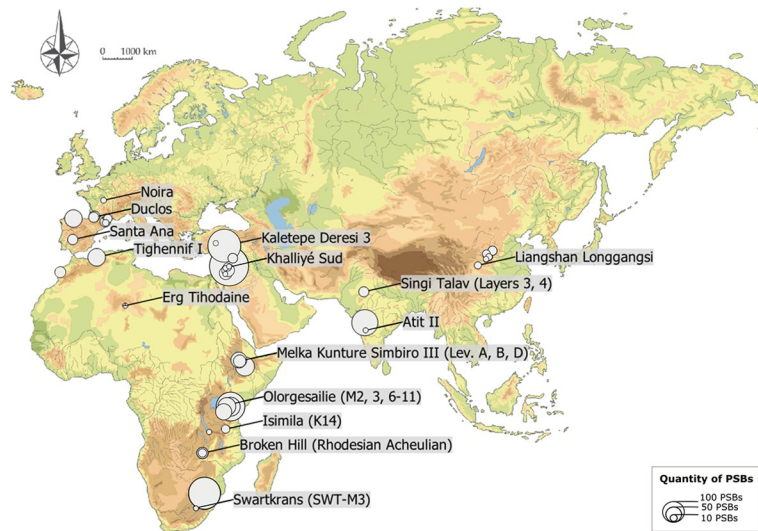 0 1000 km
Noira
Duclos
Santa Ana
Tighennif I
Kaletepe Deresi 3
Khalliyé Sud
Liangshan Longgangsi
Singi Talav (Layers 3, 4)
Erg Tihodaine
Atit II
Melka Kunture Simbiro III (Lev. A, B, D)
Olorgesailie (M2, 3, 6-11)
Isimila (K14)
Broken Hill (Rhodesian Acheulian)
Swartkrans (SWT-M3)
Quantity of PSBs
100 PSBs
50 PSBs
10 PSBs